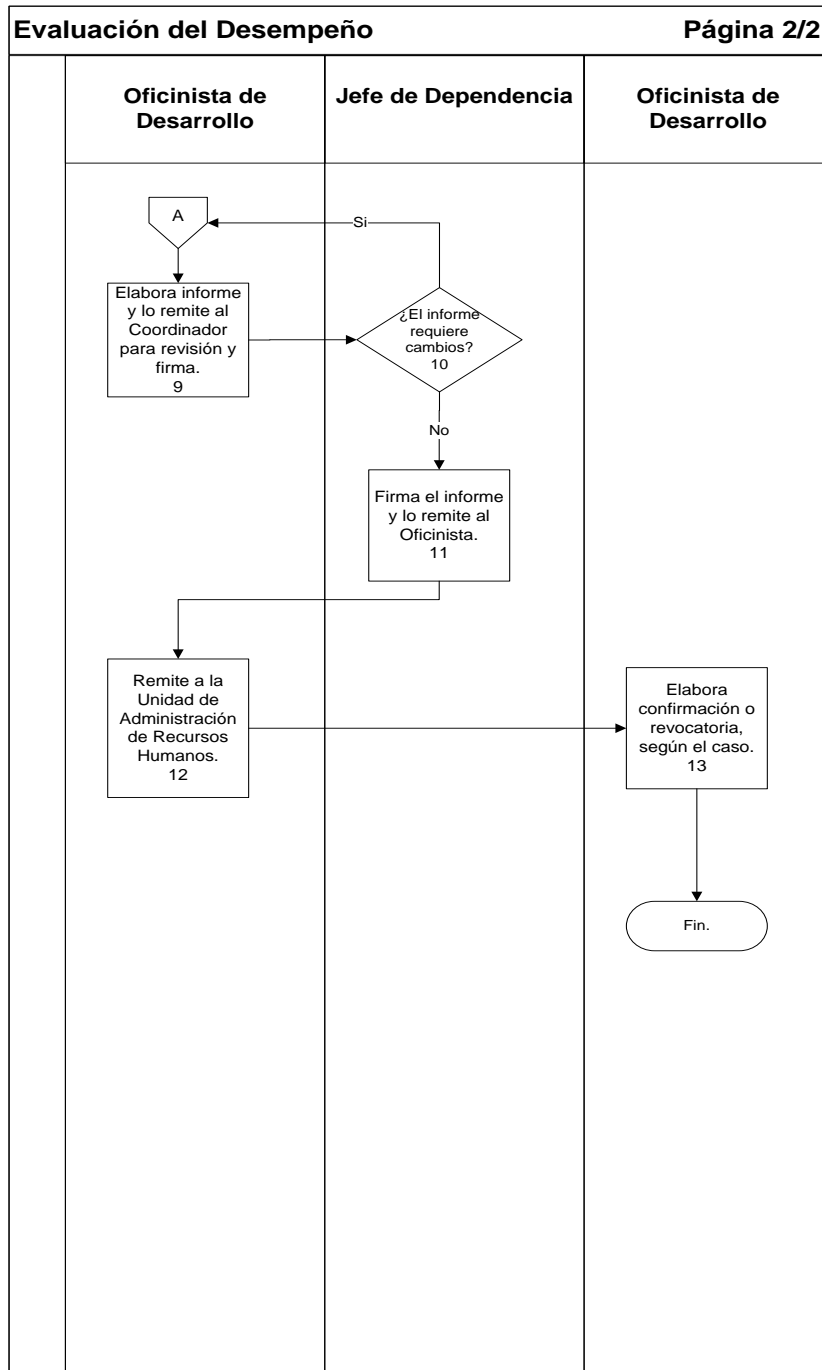 Evaluación del Desempeño Página 2/2
Oficinista de
Desarrollo
Jefe de Dependencia
Oficinista de
Desarrollo
A
Si
Elabora informe
y lo remite al
Coordinador
para revisión y
firma.
9
¿El informe
requiere
cambios?
10
No
Firma el informe
y lo remite al
Oficinista.
11
Remite a la
Unidad de
Administración
de Recursos
Humanos.
12
Elabora
confirmación o
revocatoria,
según el caso.
13
Fin.